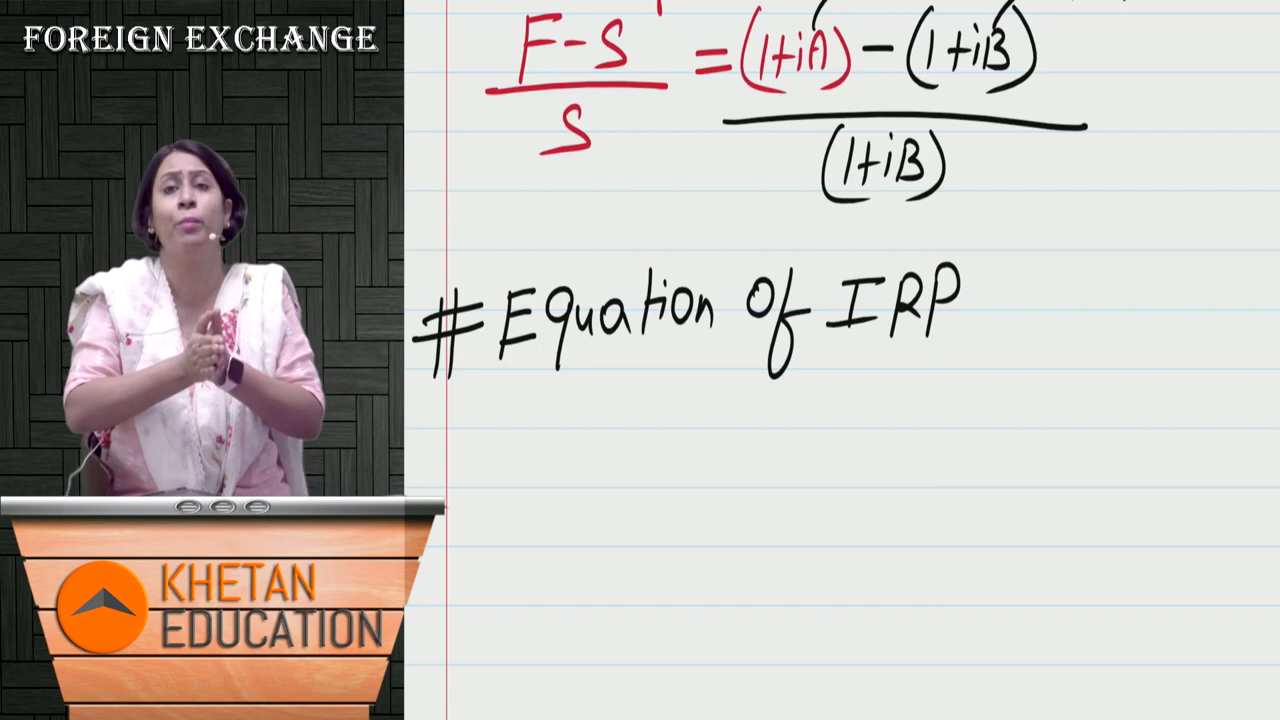 FOREIGN EXCHANGE
F-S = (1+iA) - (1+iB)
S (1+iB)
# Equation of IRP
KHETAN
EDUCATION